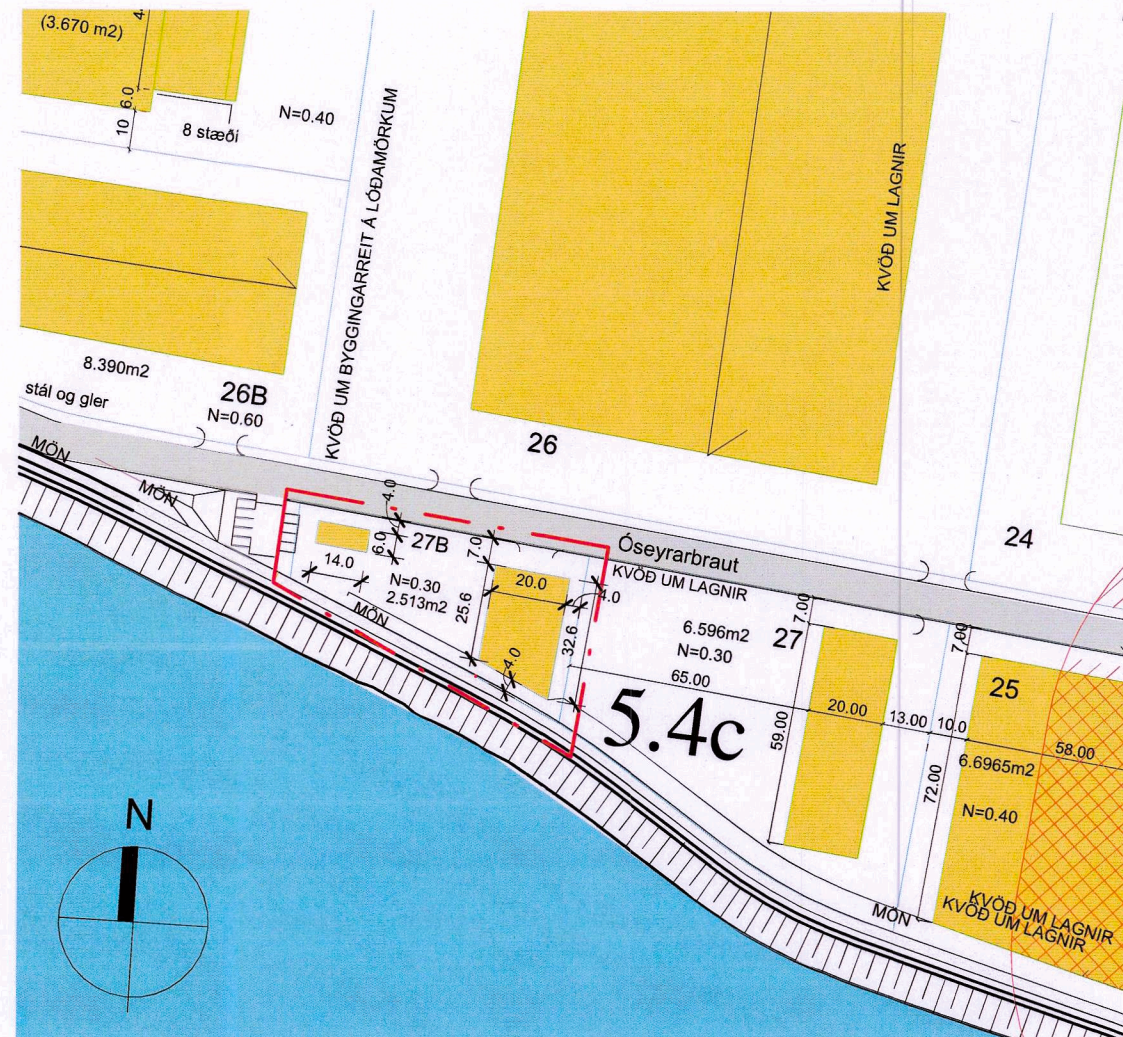 (3.670 m2)
4.
6.0
10
8 stæði
N=0.40
KVÖÐ UM BYGGINGARREIT Á LÓÐAMÖRKUM
KVÖÐ UM LAGNIR
8.390m2
stál og gler
26B
N=0.60
26
24
MÖN
MÖN
Óseyrarbraut
KVÖÐ UM LAGNIR
4.0
6.0
27B
14.0
N=0.30
2.513m2
MÖN
7.0
20.0
25.6
4.0
4.0
32.6
6.596m2
N=0.30
27
65.00
7.00
7.00
59.00
20.00
13.00
10.0
72.00
25
58.00
6.6965m2
N=0.40
5.4c
MÖN
KVÖÐ UM LAGNIR
KVÖÐ UM LAGNIR
N